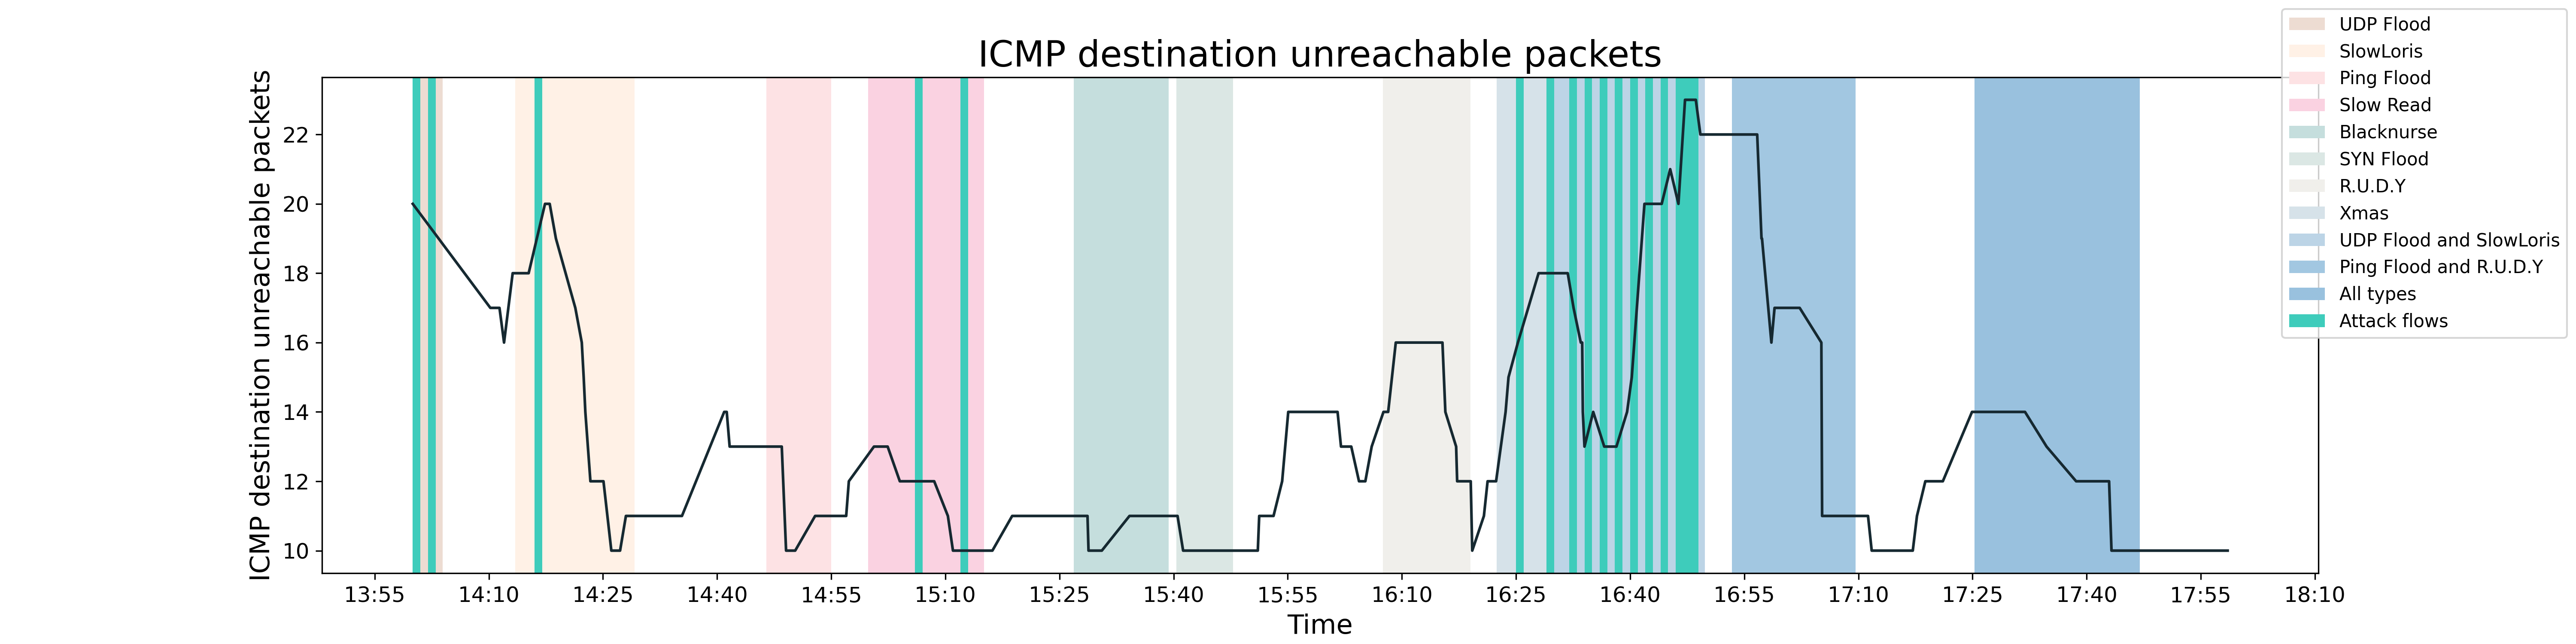 ICMP destination unreachable packets
ICMP destination unreachable packets
22
20
18
16
14
12
10
13:55 14:10 14:25 14:40 14:55 15:10 15:25 15:40 15:55 16:10 16:25 16:40 16:55 17:10 17:25 17:40 17:55 18:10
Time
UDP Flood
SlowLoris
Ping Flood
Slow Read
Blacknurse
SYN Flood
R.U.D.Y
Xmas
UDP Flood and SlowLoris
Ping Flood and R.U.D.Y
All types
Attack flows